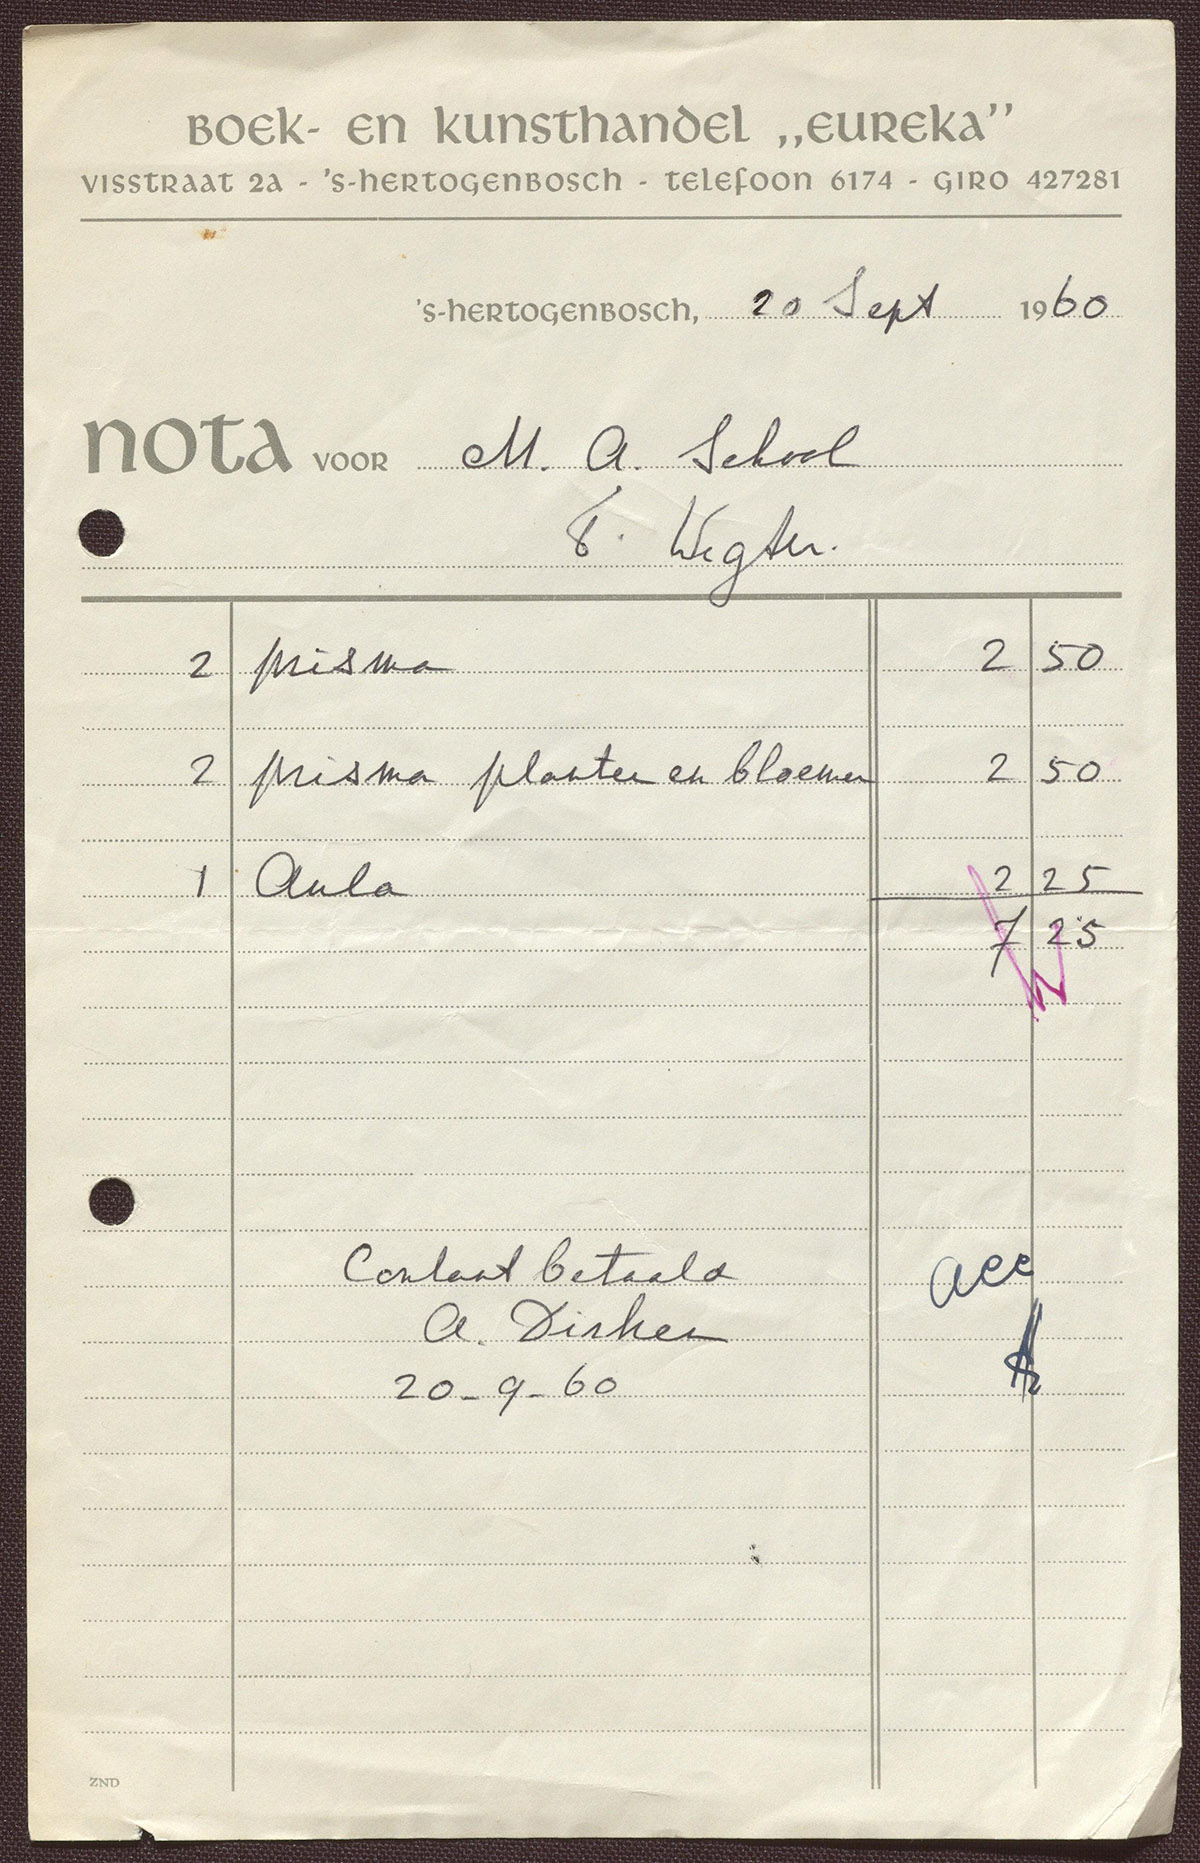 BOEK- EN KUNSTHANDEL „EUREKA”
VISSTRAAT 2A - 'S-HERTOGENBOSCH - TELEFOON 6174 - GIRO 427281
'S-HERTOGENBOSCH, 20 Sept 1960
NOTA VOOR M. A. School
F. Wegter.
2 prisma 2 50
2 prisma planten en bloemen 2 50
1 Aula 2 25
7 25
Contant betaald acc
A. Dirken
20-9-60
ZND